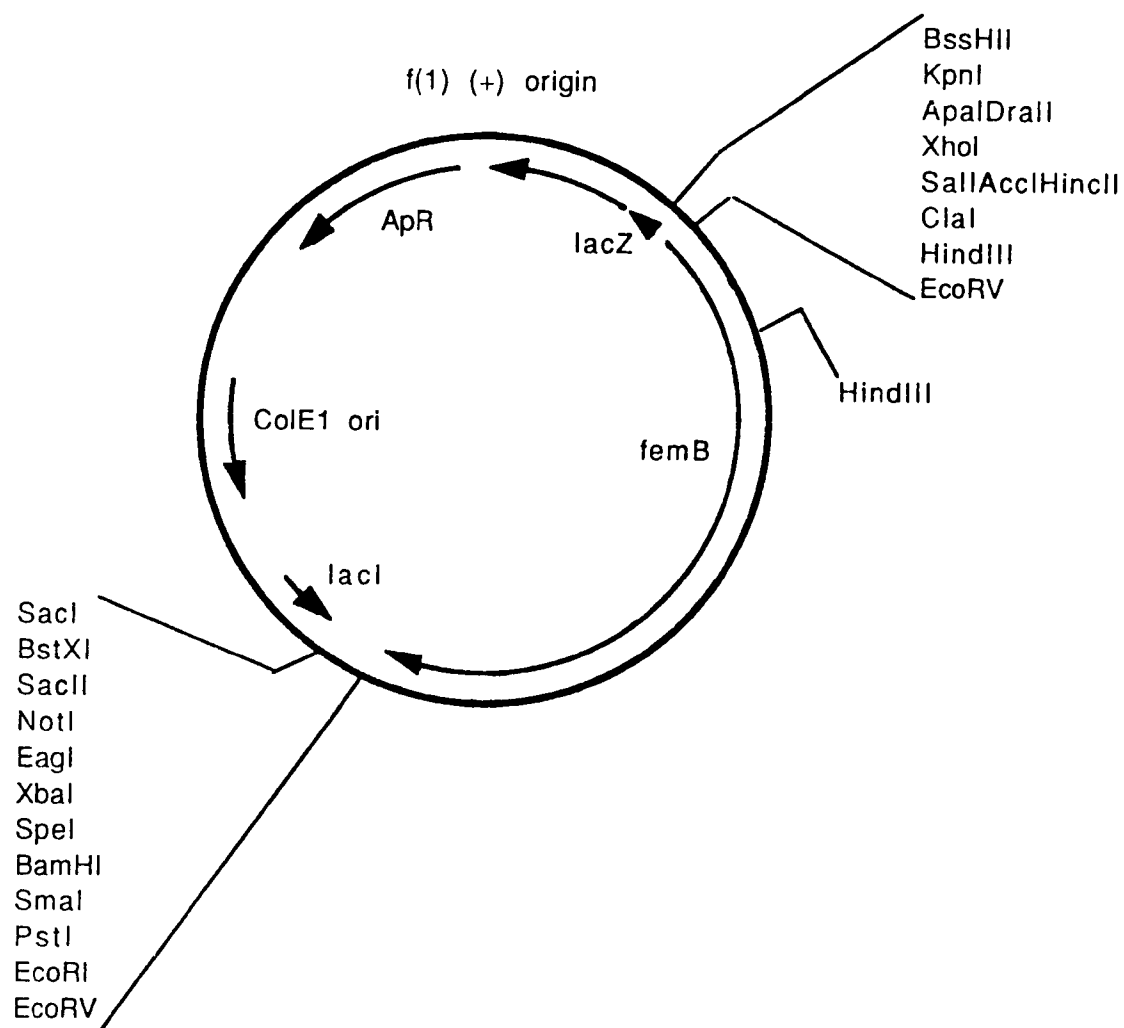 f(1) (+) origin
BssHII
KpnI
ApaIDraII
XhoI
SalIAccIHincII
ClaI
HindIII
EcoRV
ApR
lacZ
HindIII
ColE1 ori
femB
lacI
SacI
BstXI
SacII
NotI
EagI
XbaI
SpeI
BamHI
SmaI
PstI
EcoRI
EcoRV